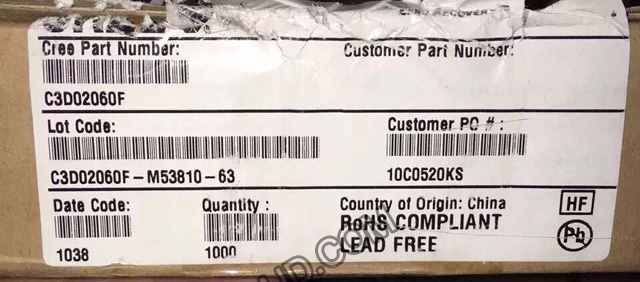 Cree Part Number:
Customer Part Number:
C3D02060F
Lot Code:
Customer PO #:
C3D02060F-M53810-63
10C0520KS
Date Code:
Quantity:
Country of Origin: China
HF
RoHS COMPLIANT
Pb
1038
1000
LEAD FREE